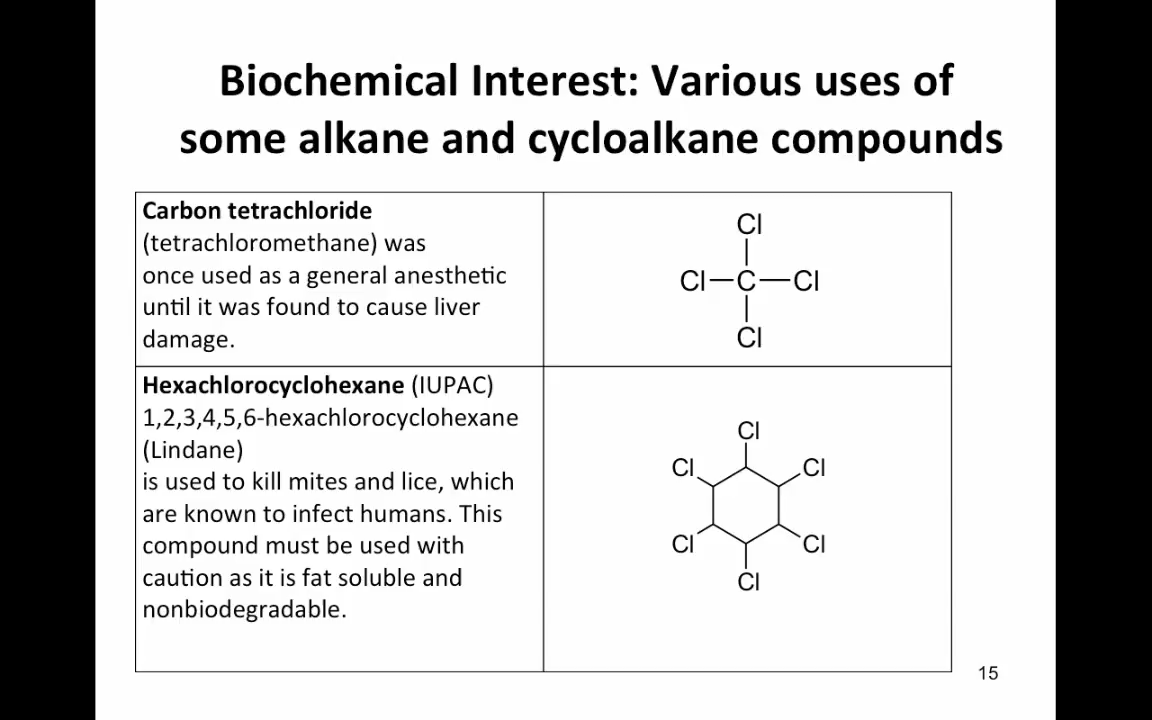 Biochemical Interest: Various uses of
some alkane and cycloalkane compounds
Carbon tetrachloride
(tetrachloromethane) was
once used as a general anesthetic
until it was found to cause liver
damage.
Cl
Cl C Cl
Cl
Hexachlorocyclohexane (IUPAC)
1,2,3,4,5,6-hexachlorocyclohexane
(Lindane)
is used to kill mites and lice, which
are known to infect humans. This
compound must be used with
caution as it is fat soluble and
nonbiodegradable.
Cl
Cl Cl
Cl Cl
Cl
15